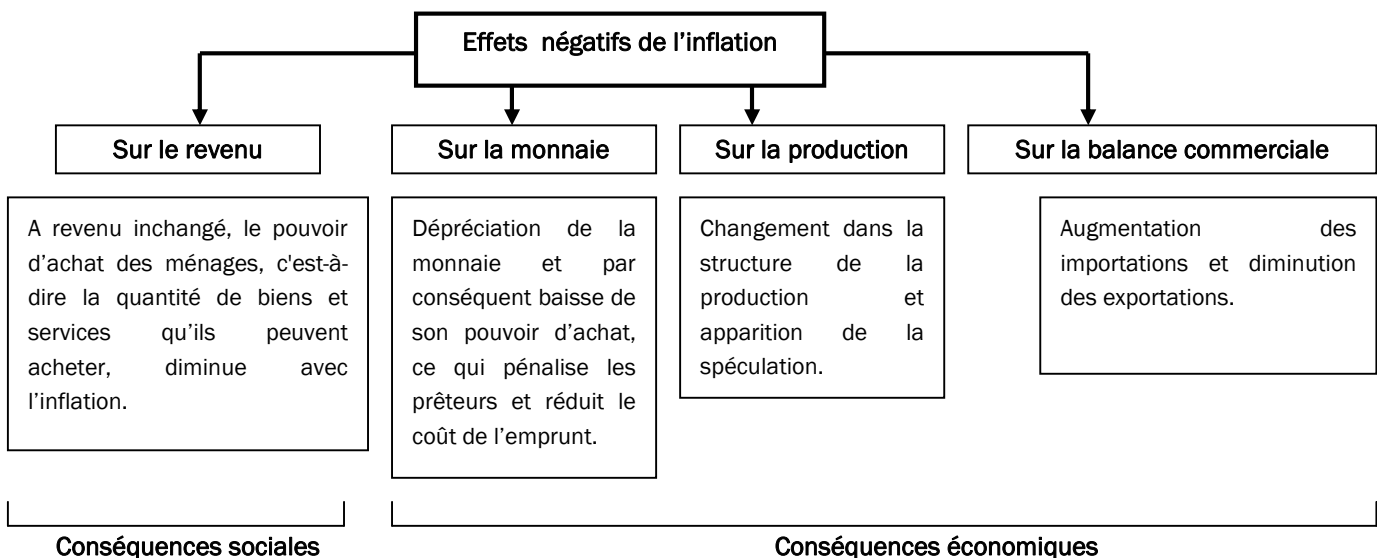 Effets négatifs de l’inflation
Sur le revenu
Sur la monnaie
Sur la production
Sur la balance commerciale
A revenu inchangé, le pouvoir
d’achat des ménages, c'est-à-
dire la quantité de biens et
services qu’ils peuvent
acheter, diminue avec
l’inflation.
Dépréciation de la
monnaie et par
conséquent baisse de
son pouvoir d’achat,
ce qui pénalise les
prêteurs et réduit le
coût de l’emprunt.
Changement dans la
structure de la
production et
apparition de la
spéculation.
Augmentation des
importations et diminution
des exportations.
Conséquences sociales
Conséquences économiques